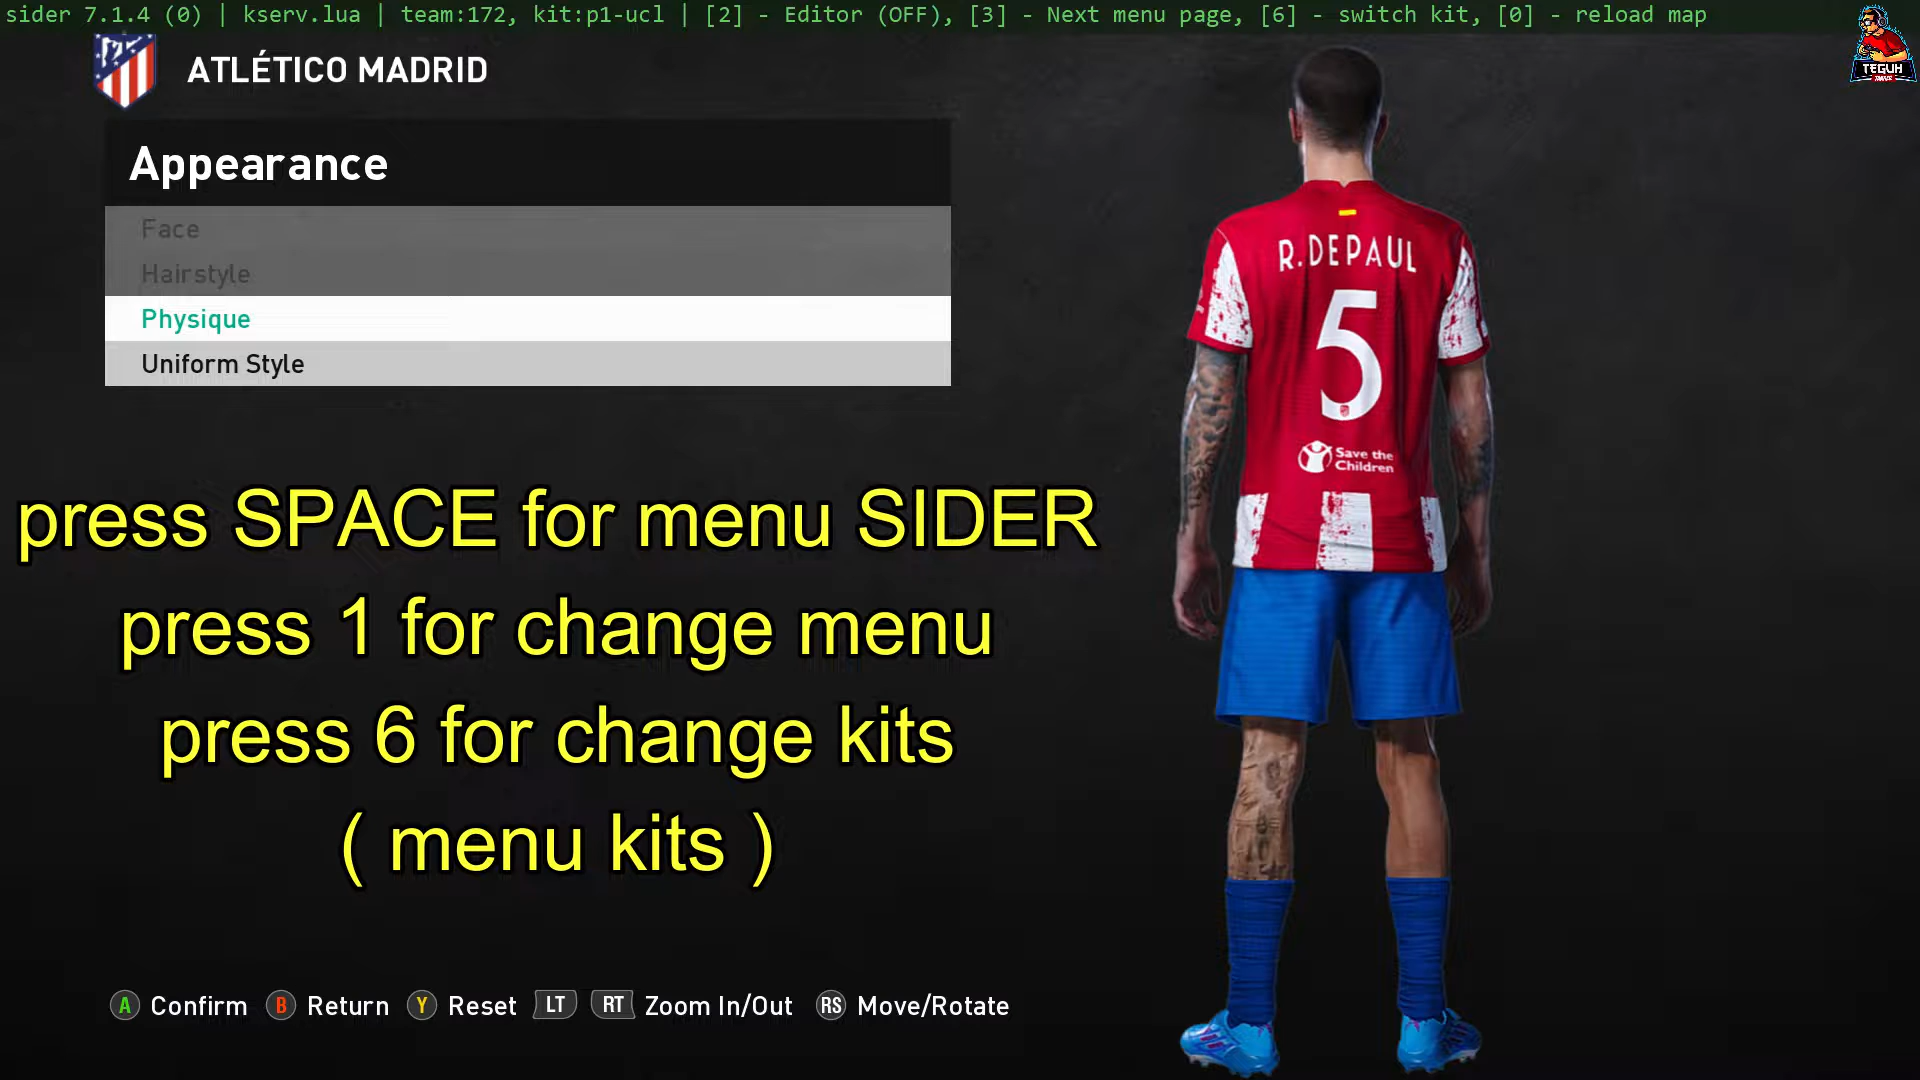 sider 7.1.4 (0) | kserv.lua | team:172, kit:p1-ucl | [2] - Editor (OFF), [3] - Next menu page, [6] - switch kit, [0] - reload map
TEGUH
ATLÉTICO MADRID
Appearance
Face
Hairstyle
Physique
Uniform Style
R.DEPAUL
5
Save the
Children
press SPACE for menu SIDER
press 1 for change menu
press 6 for change kits
( menu kits )
A Confirm B Return Y Reset LT RT Zoom In/Out RS Move/Rotate